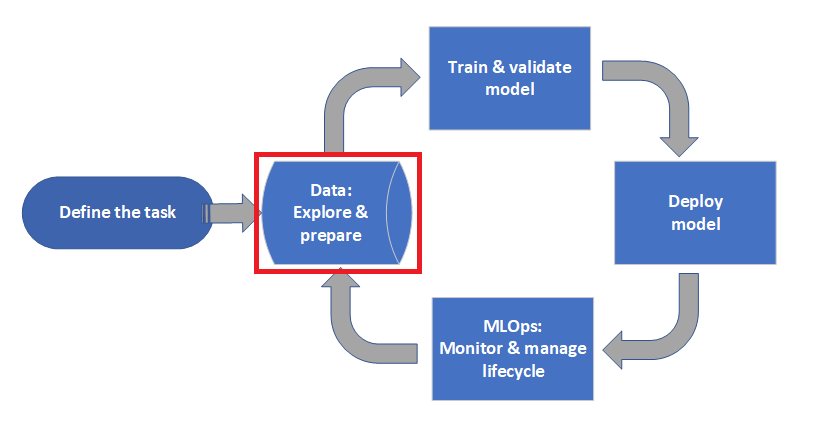 Define the task
Data:
Explore &
prepare
Train & validate
model
Deploy
model
MLOps:
Monitor & manage
lifecycle